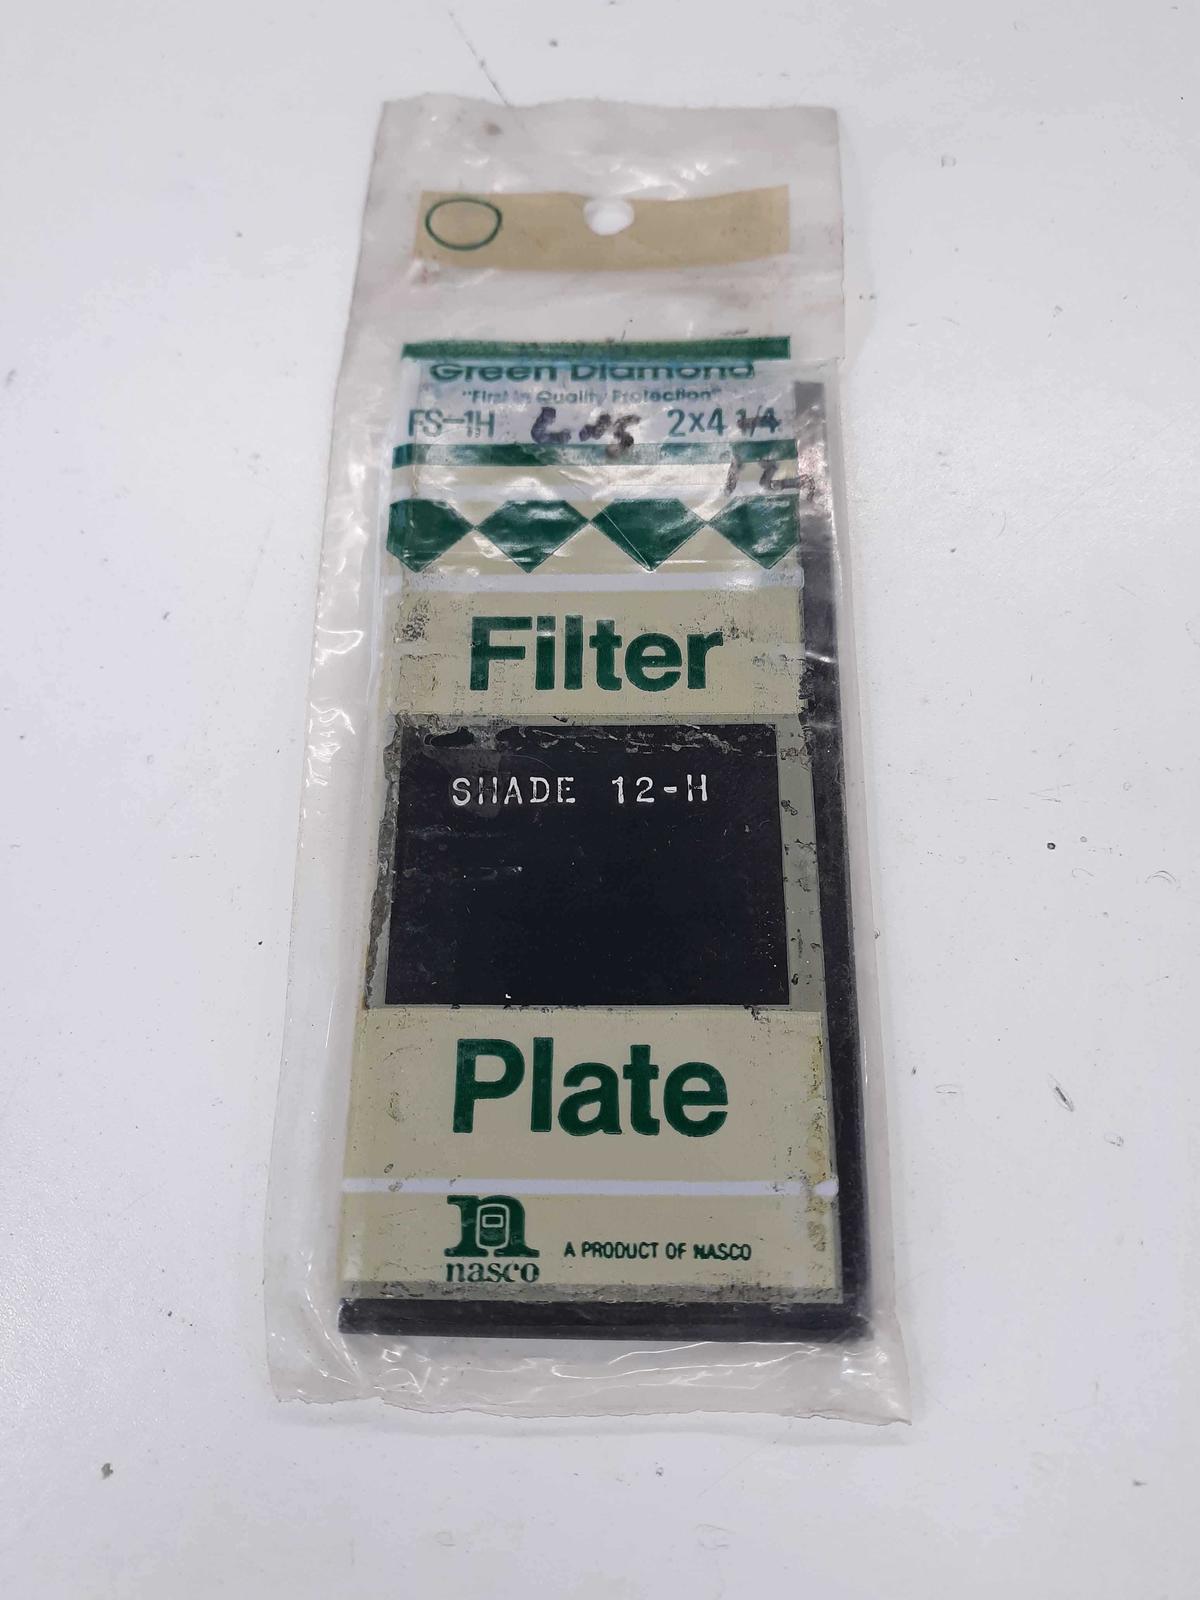 Green Diamond
"First in Quality Protection"
FS-1H 2x4 1/4
12
Filter
SHADE 12-H
Plate
n
nasco
A PRODUCT OF NASCO